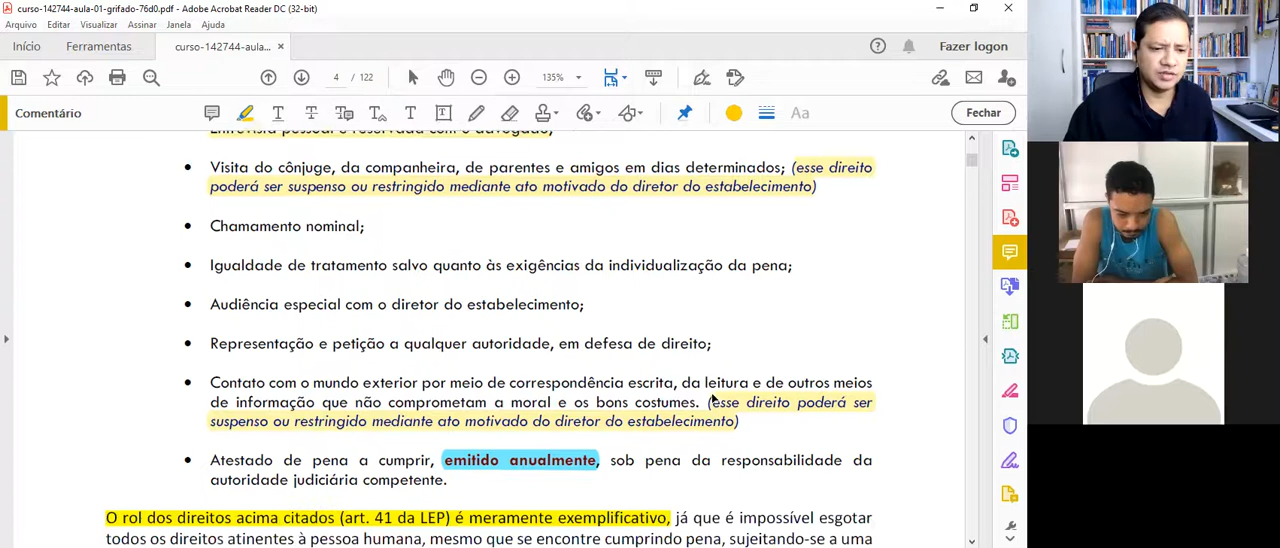 curso-142744-aula-01-grifado-76d0.pdf - Adobe Acrobat Reader DC (32-bit)
Arquivo Editar Visualizar Assinar Janela Ajuda
Início Ferramentas curso-142744-aula... × Fazer logon
4 / 122 135%
Comentário T T T T T Aa Fechar
Entrevista pessoal e reservada com o advogado;
• Visita do cônjuge, da companheira, de parentes e amigos em dias determinados; (esse direito
poderá ser suspenso ou restringido mediante ato motivado do diretor do estabelecimento)
• Chamamento nominal;
• Igualdade de tratamento salvo quanto às exigências da individualização da pena;
• Audiência especial com o diretor do estabelecimento;
• Representação e petição a qualquer autoridade, em defesa de direito;
• Contato com o mundo exterior por meio de correspondência escrita, da leitura e de outros meios
de informação que não comprometam a moral e os bons costumes. (esse direito poderá ser
suspenso ou restringido mediante ato motivado do diretor do estabelecimento)
• Atestado de pena a cumprir, emitido anualmente, sob pena da responsabilidade da
autoridade judiciária competente.
O rol dos direitos acima citados (art. 41 da LEP) é meramente exemplificativo, já que é impossível esgotar
todos os direitos atinentes à pessoa humana, mesmo que se encontre cumprindo pena, sujeitando-se a uma